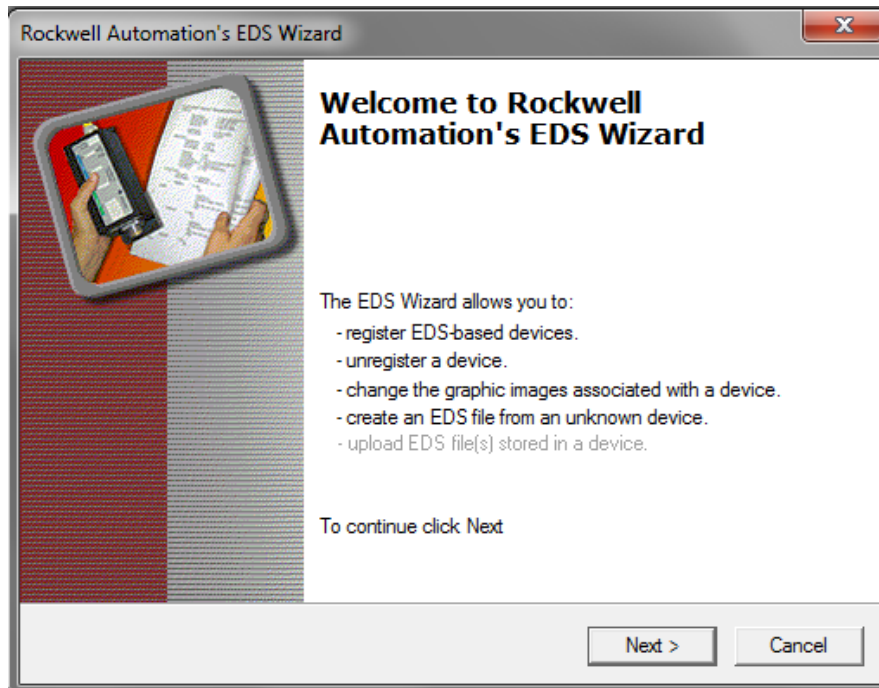 Rockwell Automation's EDS Wizard
Welcome to Rockwell
Automation's EDS Wizard
The EDS Wizard allows you to:
- register EDS-based devices.
- unregister a device.
- change the graphic images associated with a device.
- create an EDS file from an unknown device.
- upload EDS file(s) stored in a device.
To continue click Next
Next >
Cancel